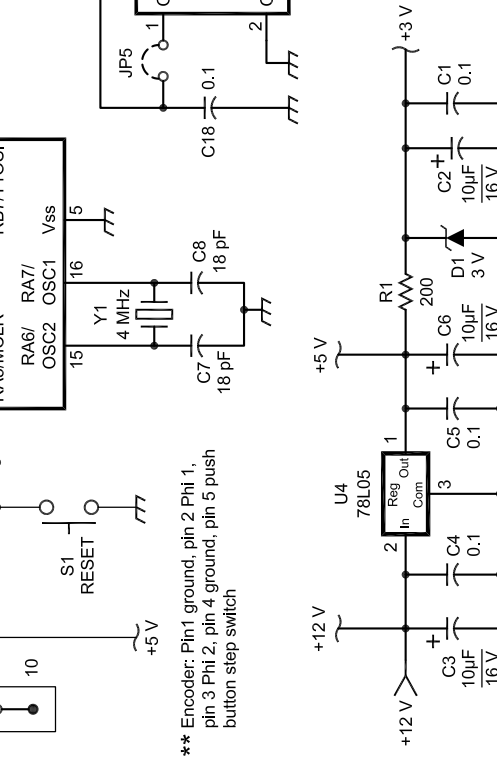 1
2
JP5
C18
0.1
+3 V
C1
0.1
C2
+
10µF
16 V
Vss
5
RA7/
OSC1
16
RA6/
OSC2
15
Y1
4 MHz
C8
18 pF
C7
18 pF
D1
3 V
R1
200
+5 V
C6
+
10µF
16 V
C5
0.1
U4
78L05
1
Reg
Out
In
Com
2
3
C4
0.1
+12 V
+
C3
10µF
16 V
+12 V
S1
RESET
+5 V
10
** Encoder: Pin1 ground, pin 2 Phi 1,
pin 3 Phi 2, pin 4 ground, pin 5 push
button step switch